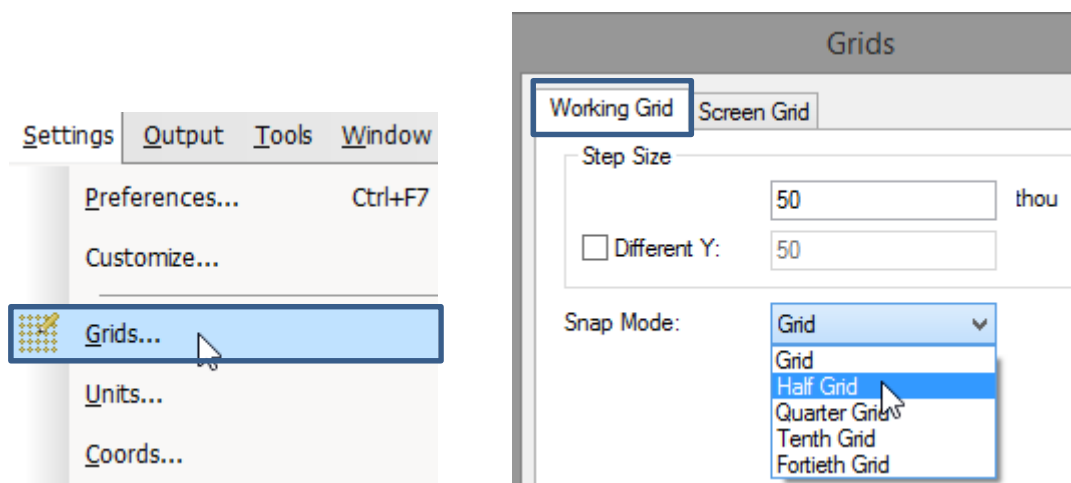 Settings Output Tools Window
Preferences... Ctrl+F7
Customize...
Grids...
Units...
Coords...
Grids
Working Grid Screen Grid
Step Size
50 thou
Different Y: 50
Snap Mode: Grid
Grid
Half Grid
Quarter Grid
Tenth Grid
Fortieth Grid